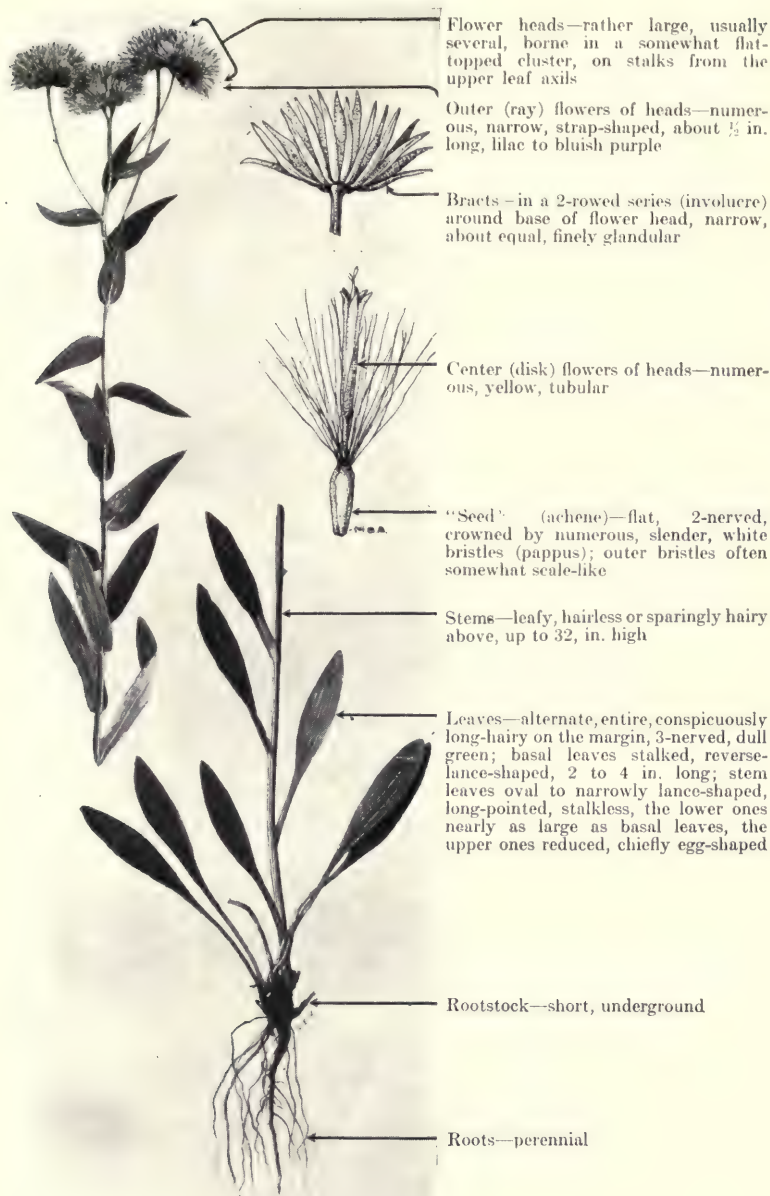 Flower heads—rather large, usually
several, borne in a somewhat flat-
topped cluster, on stalks from the
upper leaf axils
Outer (ray) flowers of heads—numer-
ous, narrow, strap-shaped, about ½ in.
long, lilac to bluish purple
Bracts – in a 2-rowed series (involucre)
around base of flower head, narrow,
about equal, finely glandular
Center (disk) flowers of heads—numer-
ous, yellow, tubular
"Seed" (achene)—flat, 2-nerved,
crowned by numerous, slender, white
bristles (pappus); outer bristles often
somewhat scale-like
Stems—leafy, hairless or sparingly hairy
above, up to 32, in. high
Leaves—alternate, entire, conspicuously
long-hairy on the margin, 3-nerved, dull
green; basal leaves stalked, reverse-
lance-shaped, 2 to 4 in. long; stem
leaves oval to narrowly lance-shaped,
long-pointed, stalkless, the lower ones
nearly as large as basal leaves, the
upper ones reduced, chiefly egg-shaped
Rootstock—short, underground
Roots—perennial